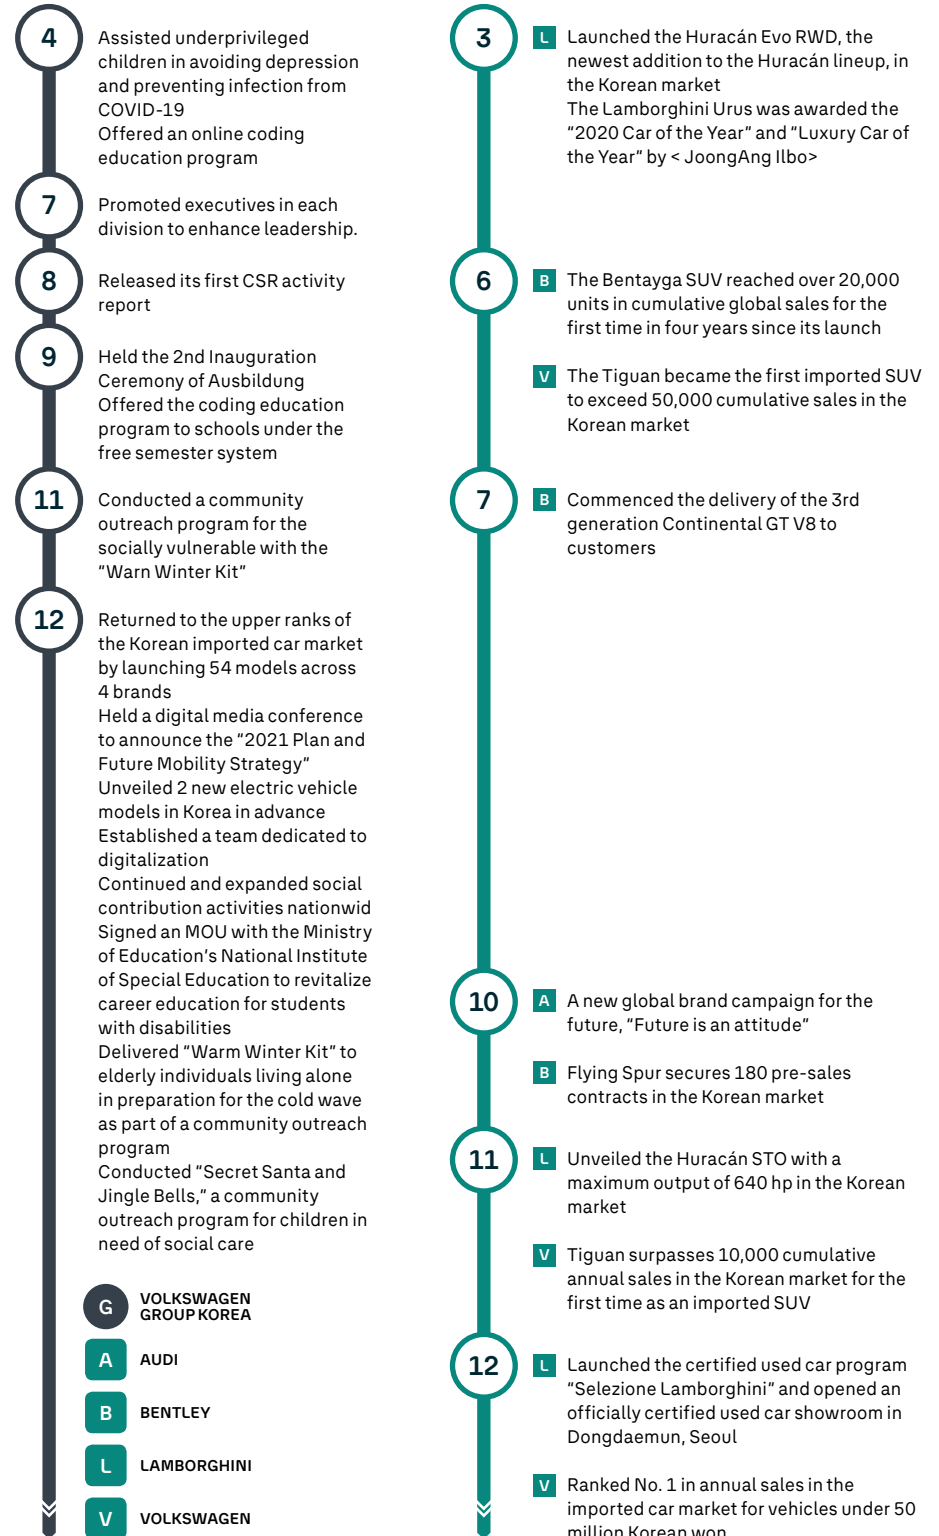 4
Assisted underprivileged
children in avoiding depression
and preventing infection from
COVID-19
Offered an online coding
education program
7
Promoted executives in each
division to enhance leadership.
8
Released its first CSR activity
report
9
Held the 2nd Inauguration
Ceremony of Ausbildung
Offered the coding education
program to schools under the
free semester system
11
Conducted a community
outreach program for the
socially vulnerable with the
“Warn Winter Kit”
12
Returned to the upper ranks of
the Korean imported car market
by launching 54 models across
4 brands
Held a digital media conference
to announce the “2021 Plan and
Future Mobility Strategy”
Unveiled 2 new electric vehicle
models in Korea in advance
Established a team dedicated to
digitalization
Continued and expanded social
contribution activities nationwid
Signed an MOU with the Ministry
of Education’s National Institute
of Special Education to revitalize
career education for students
with disabilities
Delivered “Warm Winter Kit” to
elderly individuals living alone
in preparation for the cold wave
as part of a community outreach
program
Conducted “Secret Santa and
Jingle Bells,” a community
outreach program for children in
need of social care
G VOLKSWAGEN
GROUP KOREA
A AUDI
B BENTLEY
L LAMBORGHINI
V VOLKSWAGEN
3
L Launched the Huracán Evo RWD, the
newest addition to the Huracán lineup, in
the Korean market
The Lamborghini Urus was awarded the
“2020 Car of the Year” and “Luxury Car of
the Year” by < JoongAng Ilbo>
6
B The Bentayga SUV reached over 20,000
units in cumulative global sales for the
first time in four years since its launch
V The Tiguan became the first imported SUV
to exceed 50,000 cumulative sales in the
Korean market
7
B Commenced the delivery of the 3rd
generation Continental GT V8 to
customers
10
A A new global brand campaign for the
future, “Future is an attitude”
B Flying Spur secures 180 pre-sales
contracts in the Korean market
11
L Unveiled the Huracán STO with a
maximum output of 640 hp in the Korean
market
V Tiguan surpasses 10,000 cumulative
annual sales in the Korean market for the
first time as an imported SUV
12
L Launched the certified used car program
“Selezione Lamborghini” and opened an
officially certified used car showroom in
Dongdaemun, Seoul
V Ranked No. 1 in annual sales in the
imported car market for vehicles under 50
million Korean won